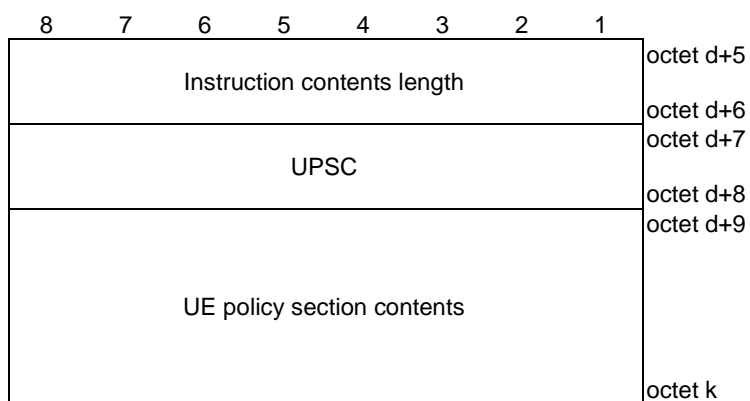 8 7 6 5 4 3 2 1
octet d+5
Instruction contents length
octet d+6
octet d+7
UPSC
octet d+8
octet d+9
UE policy section contents
octet k